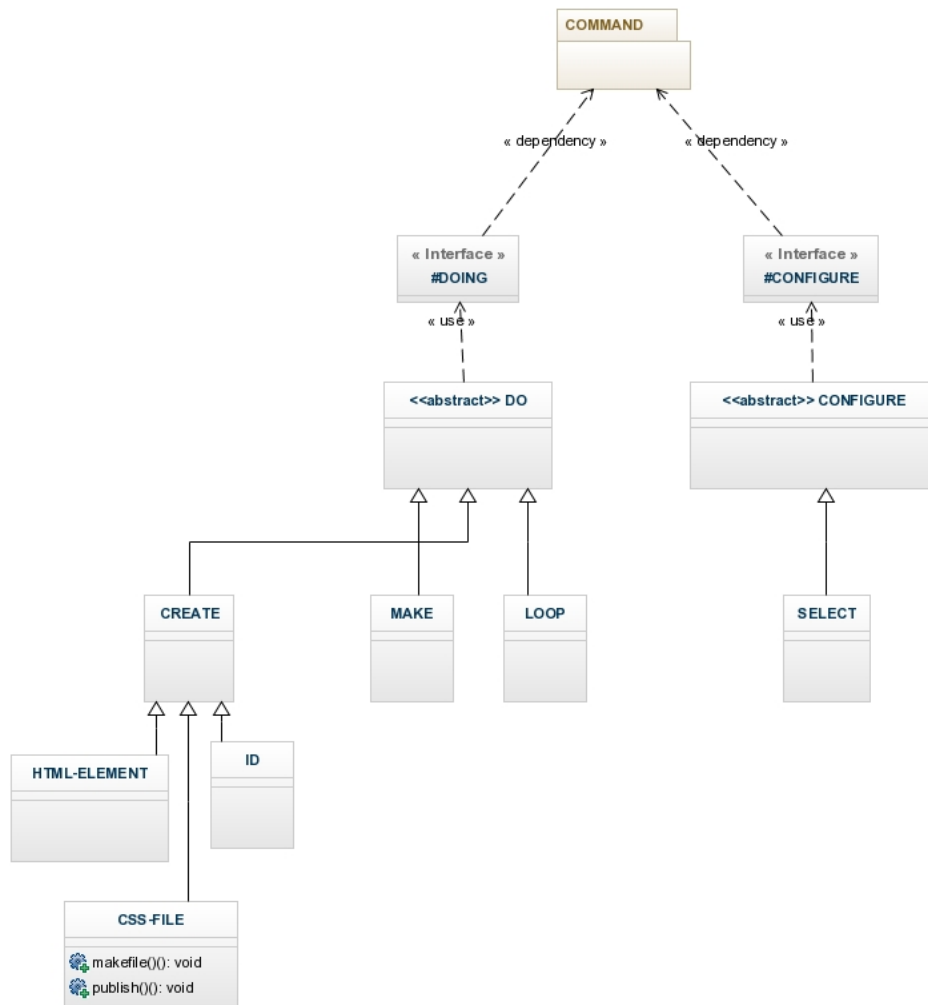 COMMAND
« dependency » « dependency »
« Interface » « Interface »
#DOING #CONFIGURE
« use » « use »
<<abstract>> DO <<abstract>> CONFIGURE
CREATE MAKE LOOP SELECT
HTML-ELEMENT ID
CSS-FILE
makefile()(): void
publish()(): void